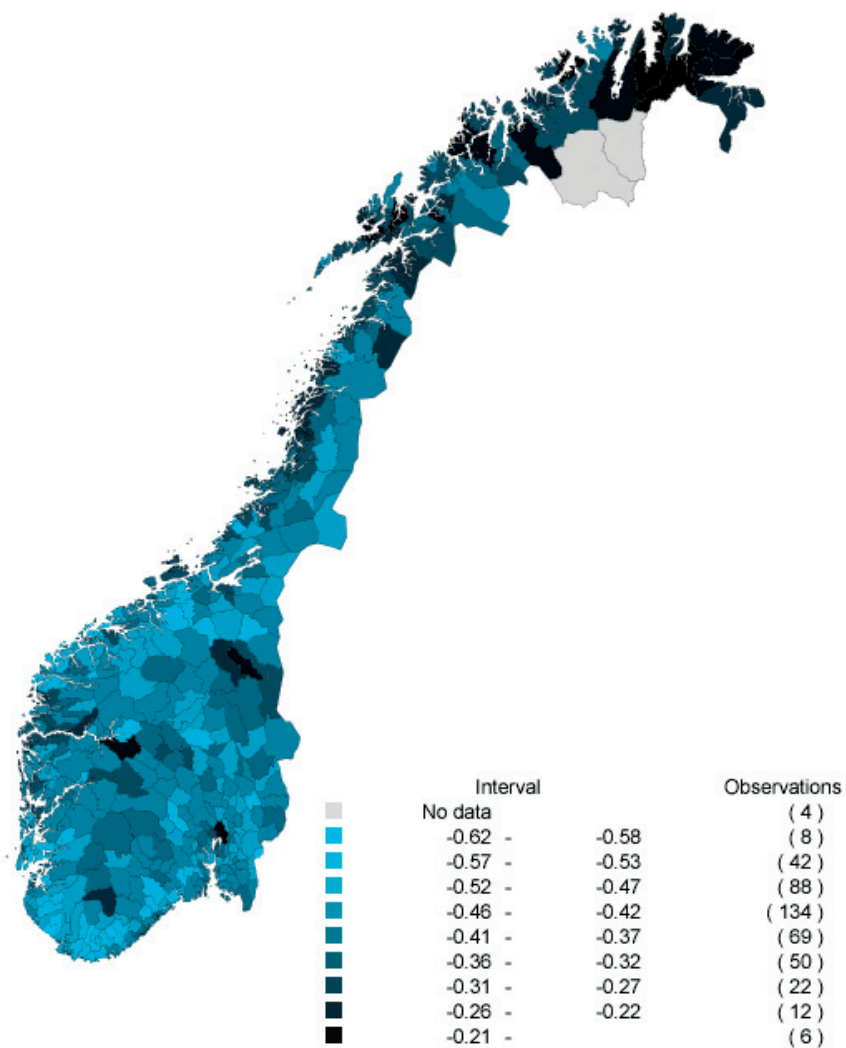 Interval Observations
No data ( 4 )
-0.62 - -0.58 ( 8 )
-0.57 - -0.53 ( 42 )
-0.52 - -0.47 ( 88 )
-0.46 - -0.42 ( 134 )
-0.41 - -0.37 ( 69 )
-0.36 - -0.32 ( 50 )
-0.31 - -0.27 ( 22 )
-0.26 - -0.22 ( 12 )
-0.21 - ( 6 )